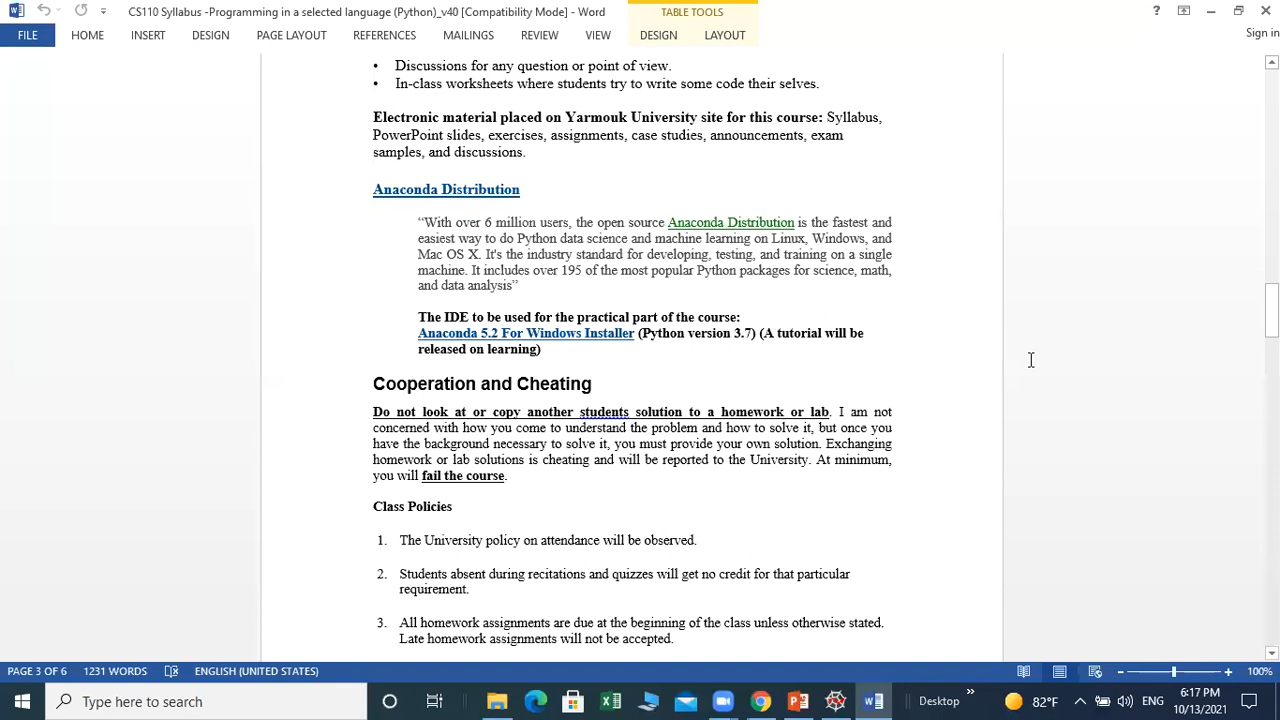 CS110 Syllabus -Programming in a selected language (Python)_v40 [Compatibility Mode] - Word
TABLE TOOLS
?
FILE HOME INSERT DESIGN PAGE LAYOUT REFERENCES MAILINGS REVIEW VIEW DESIGN LAYOUT Sign in
• Discussions for any question or point of view.
• In-class worksheets where students try to write some code their selves.
Electronic material placed on Yarmouk University site for this course: Syllabus,
PowerPoint slides, exercises, assignments, case studies, announcements, exam
samples, and discussions.
Anaconda Distribution
“With over 6 million users, the open source Anaconda Distribution is the fastest and
easiest way to do Python data science and machine learning on Linux, Windows, and
Mac OS X. It's the industry standard for developing, testing, and training on a single
machine. It includes over 195 of the most popular Python packages for science, math,
and data analysis”
The IDE to be used for the practical part of the course:
Anaconda 5.2 For Windows Installer (Python version 3.7) (A tutorial will be
released on learning)
Cooperation and Cheating
Do not look at or copy another students solution to a homework or lab. I am not
concerned with how you come to understand the problem and how to solve it, but once you
have the background necessary to solve it, you must provide your own solution. Exchanging
homework or lab solutions is cheating and will be reported to the University. At minimum,
you will fail the course.
Class Policies
1. The University policy on attendance will be observed.
2. Students absent during recitations and quizzes will get no credit for that particular
requirement.
3. All homework assignments are due at the beginning of the class unless otherwise stated.
Late homework assignments will not be accepted.
PAGE 3 OF 6 1231 WORDS ENGLISH (UNITED STATES) 100%
Type here to search Desktop » 82°F ENG 6:17 PM
10/13/2021